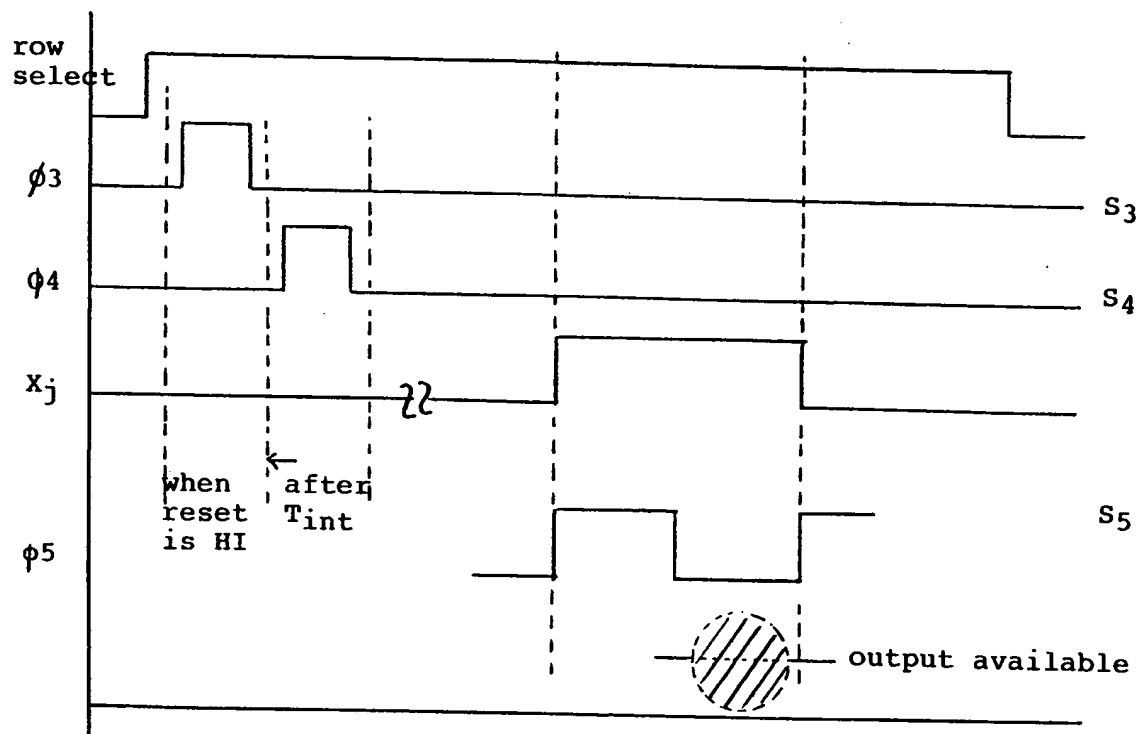 row
select
ϕ3
S3
ϕ4
S4
Xj
when
reset
is HI
after
Tint
ϕ5
S5
output available